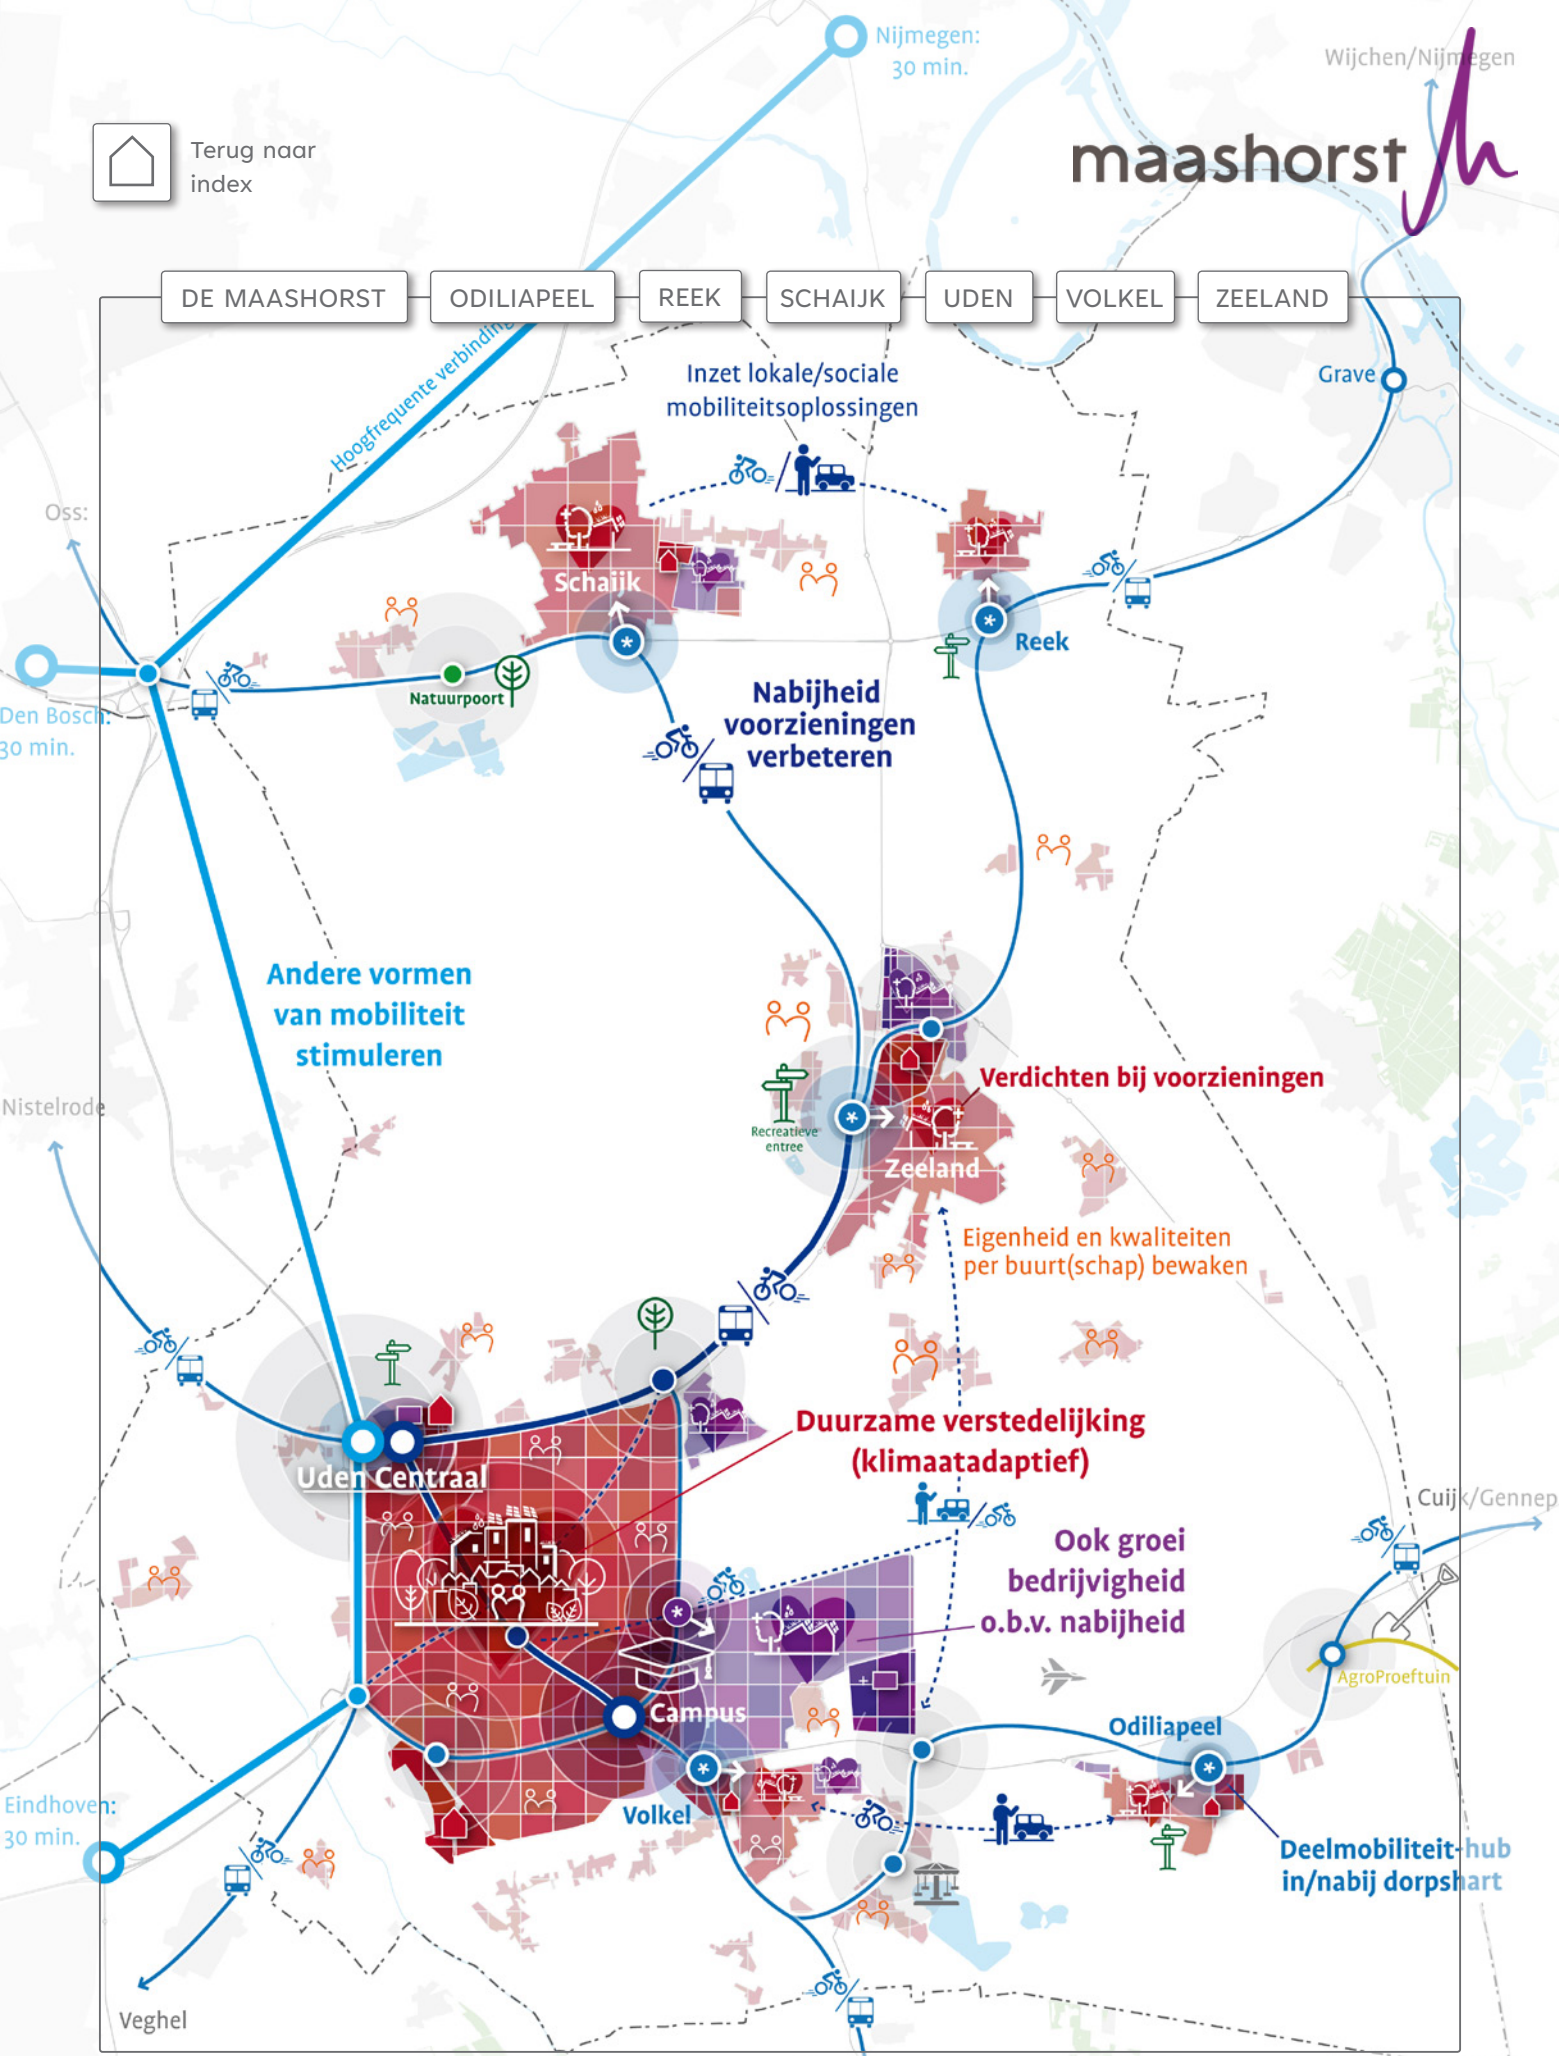 Nijmegen:
30 min.
Wijchen/Nijmegen
Terug naar
index
maashorst
DE MAASHORST
ODILIAPEEL
REEK
SCHAIJK
UDEN
VOLKEL
ZEELAND
Hoogfrequente verbinding
Inzet lokale/sociale
mobiliteitsoplossingen
Grave
Oss:
Schaijk
Reek
Natuurpoort
Den Bosch:
30 min.
Nabijheid
voorzieningen
verbeteren
Andere vormen
van mobiliteit
stimuleren
Nistelrode
Verdichten bij voorzieningen
Recreatieve
entree
Zeeland
Eigenheid en kwaliteiten
per buurt(schap) bewaken
Duurzame verstedelijking
(klimaatadaptief)
Uden Centraal
Cuijk/Gennep
Ook groei
bedrijvigheid
o.b.v. nabijheid
AgroProeftuin
Campus
Odiliapeel
Eindhoven:
30 min.
Volkel
Deelmobiliteit-hub
in/nabij dorpshart
Veghel